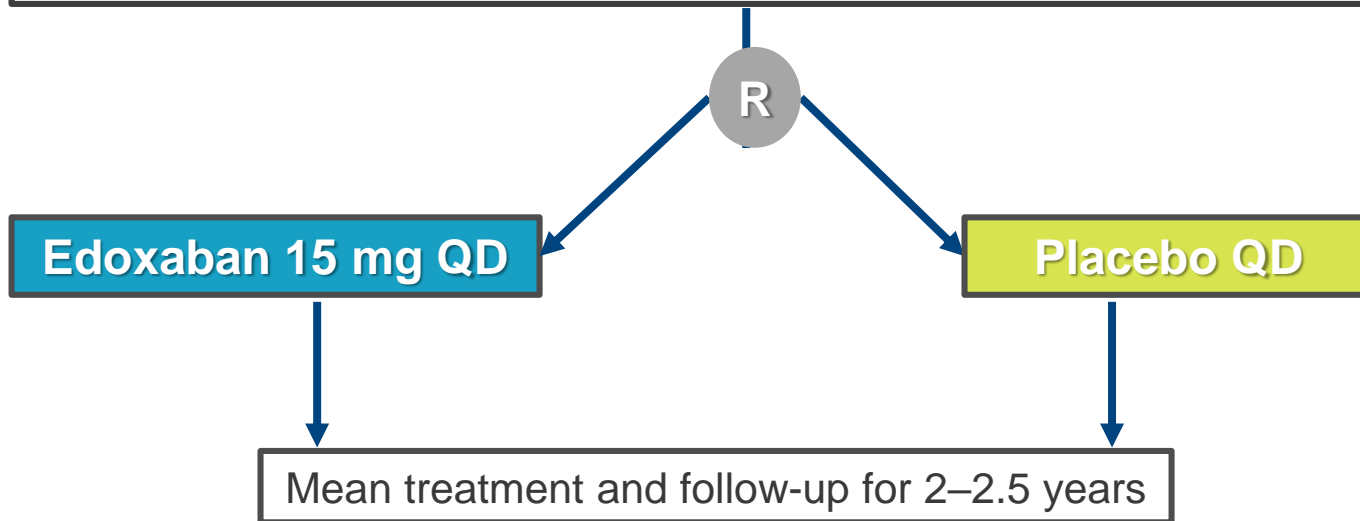 R
Edoxaban 15 mg QD
Placebo QD
Mean treatment and follow-up for 2–2.5 years